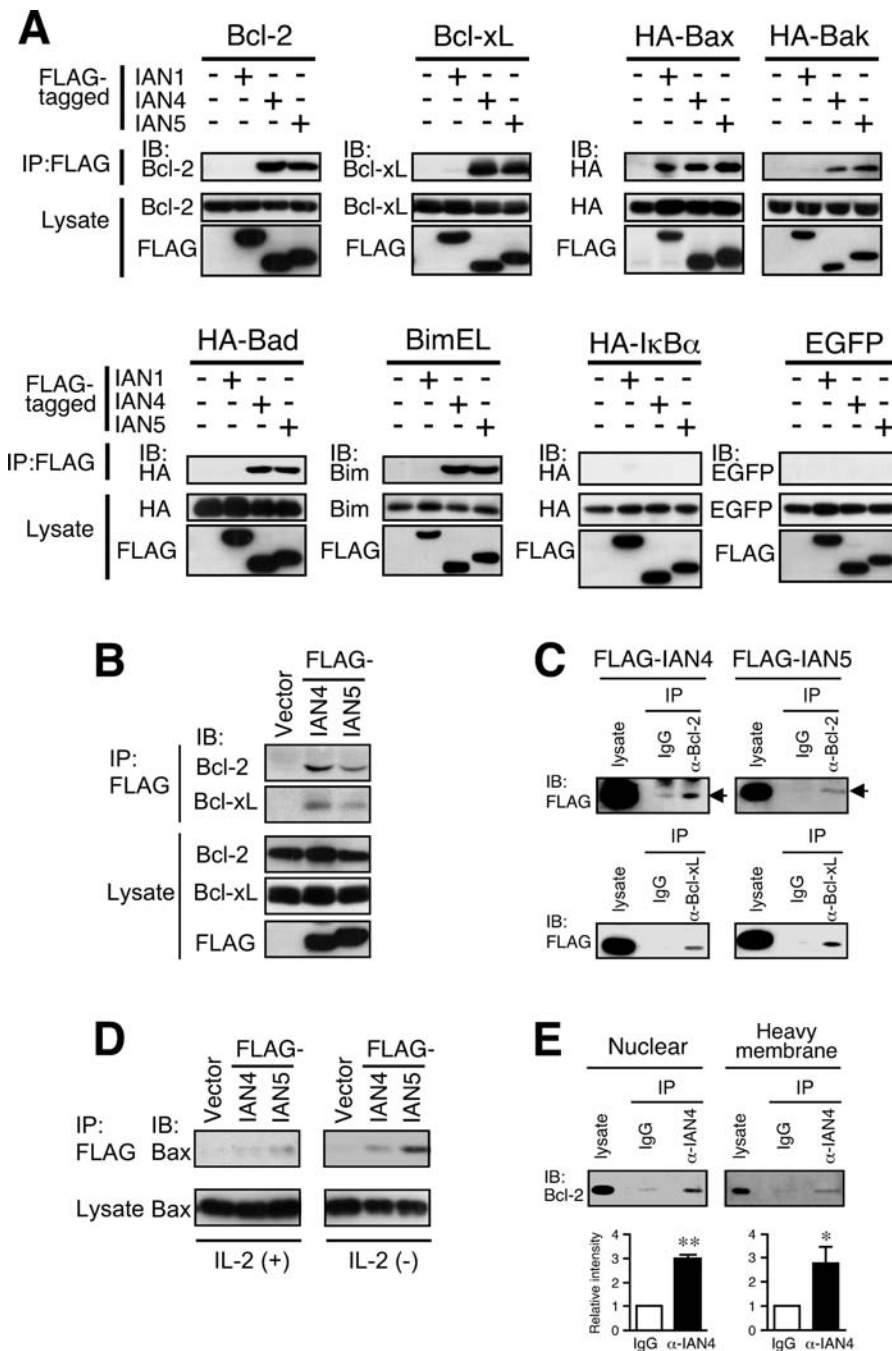 A
Bcl-2 Bcl-xL HA-Bax HA-Bak
FLAG-tagged
IAN1 - + - - - + - - - + - - - + - -
IAN4 - - + - - - + - - - + - - - + -
IAN5 - - - + - - - + - - - + - - - +
IP:FLAG IB: Bcl-2 IB: Bcl-xL IB: HA
Lysate Bcl-2 Bcl-xL HA
FLAG FLAG FLAG
HA-Bad BimEL HA-IκBα EGFP
FLAG-tagged
IAN1 - + - - - + - - - + - - - + - -
IAN4 - - + - - - + - - - + - - - + -
IAN5 - - - + - - - + - - - + - - - +
IP:FLAG IB: HA IB: Bim IB: HA IB: EGFP
Lysate HA Bim HA EGFP
FLAG FLAG FLAG FLAG
B
FLAG-
Vector IAN4 IAN5
IP: FLAG IB:
Bcl-2
Bcl-xL
Lysate
Bcl-2
Bcl-xL
FLAG
C
FLAG-IAN4 FLAG-IAN5
IP IP
lysate IgG α-Bcl-2 lysate IgG α-Bcl-2
IB: FLAG
IP IP
lysate IgG α-Bcl-xL lysate IgG α-Bcl-xL
IB: FLAG
D
FLAG- FLAG-
Vector IAN4 IAN5 Vector IAN4 IAN5
IP: IB:
FLAG Bax
Lysate Bax
IL-2 (+) IL-2 (-)
E
Nuclear Heavy membrane
IP IP
lysate IgG α-IAN4 lysate IgG α-IAN4
IB: Bcl-2
Relative intensity
4 4
3 3
2 2
1 1
0 0
** *
IgG α-IAN4 IgG α-IAN4